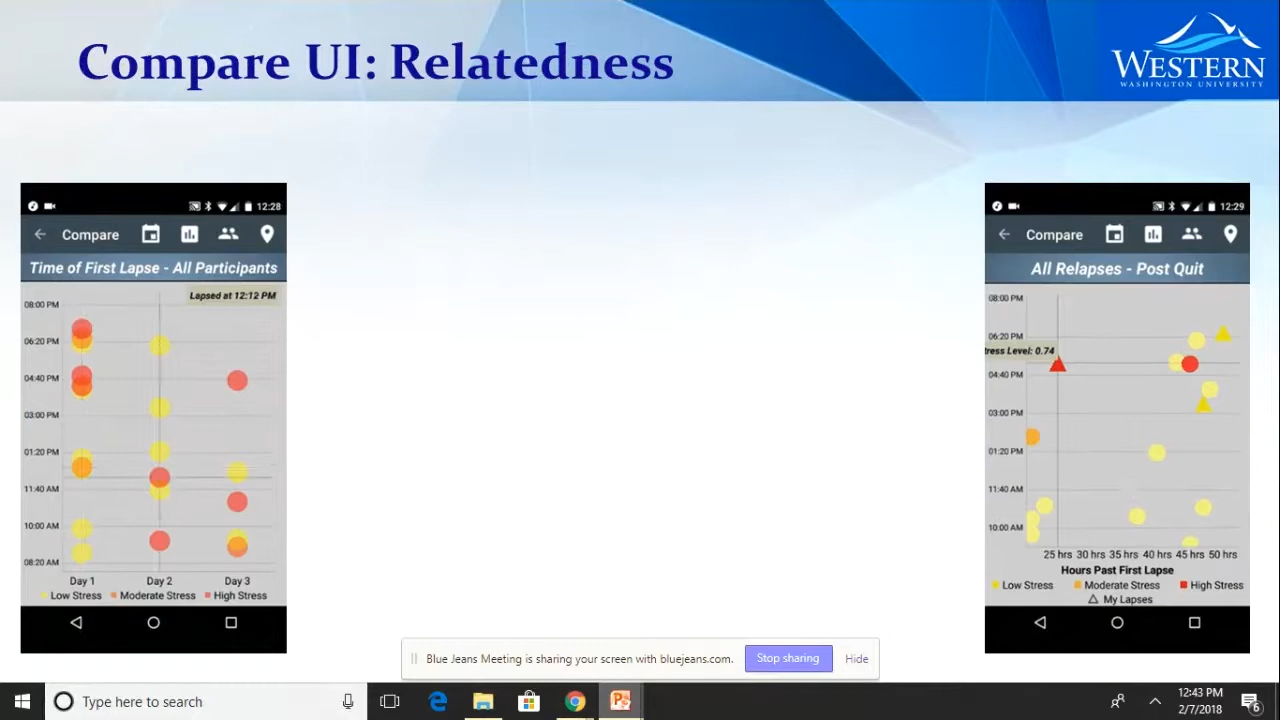 Compare UI: Relatedness
WESTERN
WASHINGTON UNIVERSITY
12:28
Compare
Time of First Lapse - All Participants
Lapsed at 12:12 PM
08:00 PM
06:20 PM
04:40 PM
03:00 PM
01:20 PM
11:40 AM
10:00 AM
08:20 AM
Day 1 Day 2 Day 3
Low Stress Moderate Stress High Stress
12:29
Compare
All Relapses - Post Quit
08:00 PM
06:20 PM
tress Level: 0.74
04:40 PM
03:00 PM
01:20 PM
11:40 AM
10:00 AM
25 hrs 30 hrs 35 hrs 40 hrs 45 hrs 50 hrs
Hours Past First Lapse
Low Stress Moderate Stress High Stress
My Lapses
Blue Jeans Meeting is sharing your screen with bluejeans.com. Stop sharing Hide
Type here to search
12:43 PM
2/7/2018
6